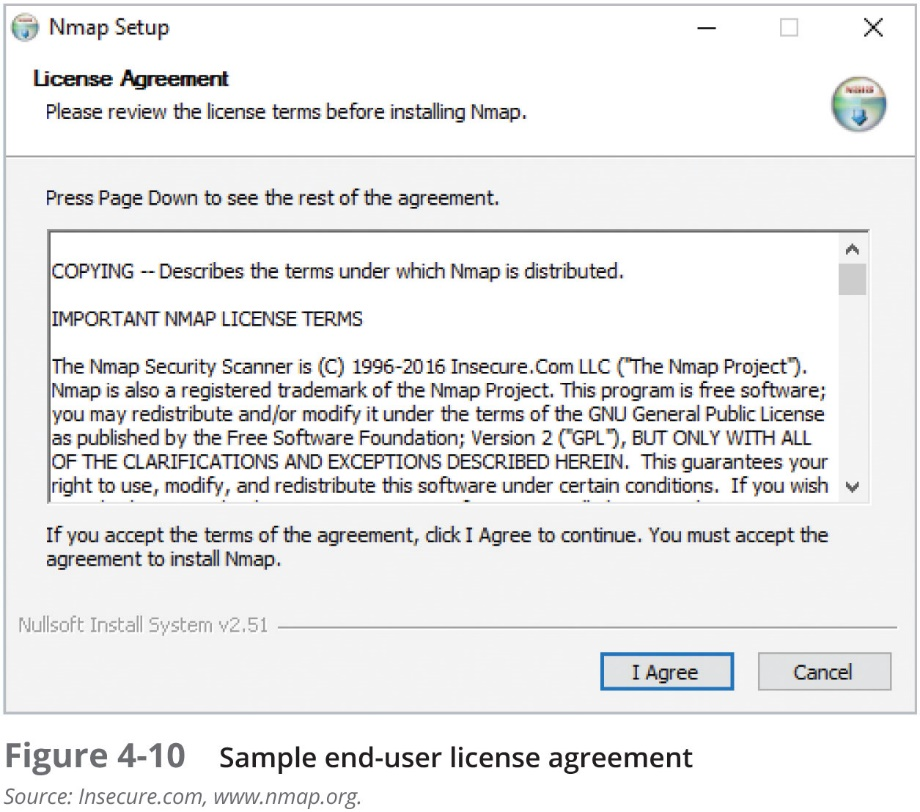 Nmap Setup
License Agreement
Please review the license terms before installing Nmap.
Press Page Down to see the rest of the agreement.
COPYING -- Describes the terms under which Nmap is distributed.
IMPORTANT NMAP LICENSE TERMS
The Nmap Security Scanner is (C) 1996-2016 Insecure.Com LLC ("The Nmap Project").
Nmap is also a registered trademark of the Nmap Project. This program is free software;
you may redistribute and/or modify it under the terms of the GNU General Public License
as published by the Free Software Foundation; Version 2 ("GPL"), BUT ONLY WITH ALL
OF THE CLARIFICATIONS AND EXCEPTIONS DESCRIBED HEREIN.  This guarantees your
right to use, modify, and redistribute this software under certain conditions.  If you wish
If you accept the terms of the agreement, click I Agree to continue. You must accept the
agreement to install Nmap.
Nullsoft Install System v2.51
I Agree
Cancel
Figure 4-10 Sample end-user license agreement
Source: Insecure.com, www.nmap.org.